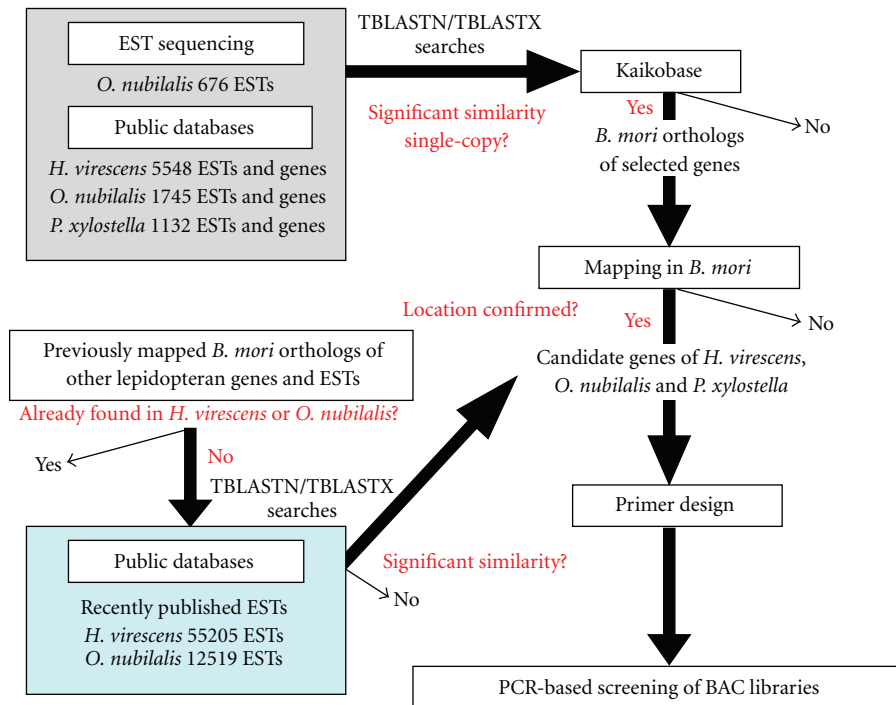 EST sequencing
O. nubilalis 676 ESTs
Public databases
H. virescens 5548 ESTs and genes
O. nubilalis 1745 ESTs and genes
P. xylostella 1132 ESTs and genes
TBLASTN/TBLASTX
searches
Significant similarity
single-copy?
Kaikobase
Yes
No
B. mori orthologs
of selected genes
Mapping in B. mori
Location confirmed?
Yes
No
Candidate genes of H. virescens,
O. nubilalis and P. xylostella
Previously mapped B. mori orthologs of
other lepidopteran genes and ESTs
Already found in H. virescens or O. nubilalis?
Yes
No
TBLASTN/TBLASTX
searches
Public databases
Recently published ESTs
H. virescens 55205 ESTs
O. nubilalis 12519 ESTs
Significant similarity?
No
Primer design
PCR-based screening of BAC libraries